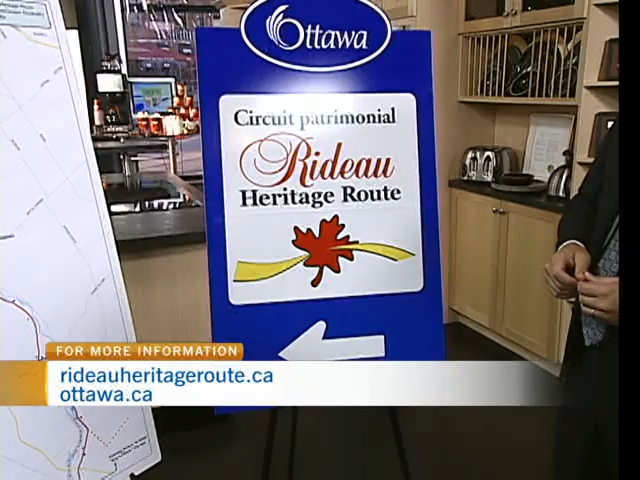 Ottawa
Circuit patrimonial
Rideau
Heritage Route
FOR MORE INFORMATION
rideauheritageroute.ca
ottawa.ca